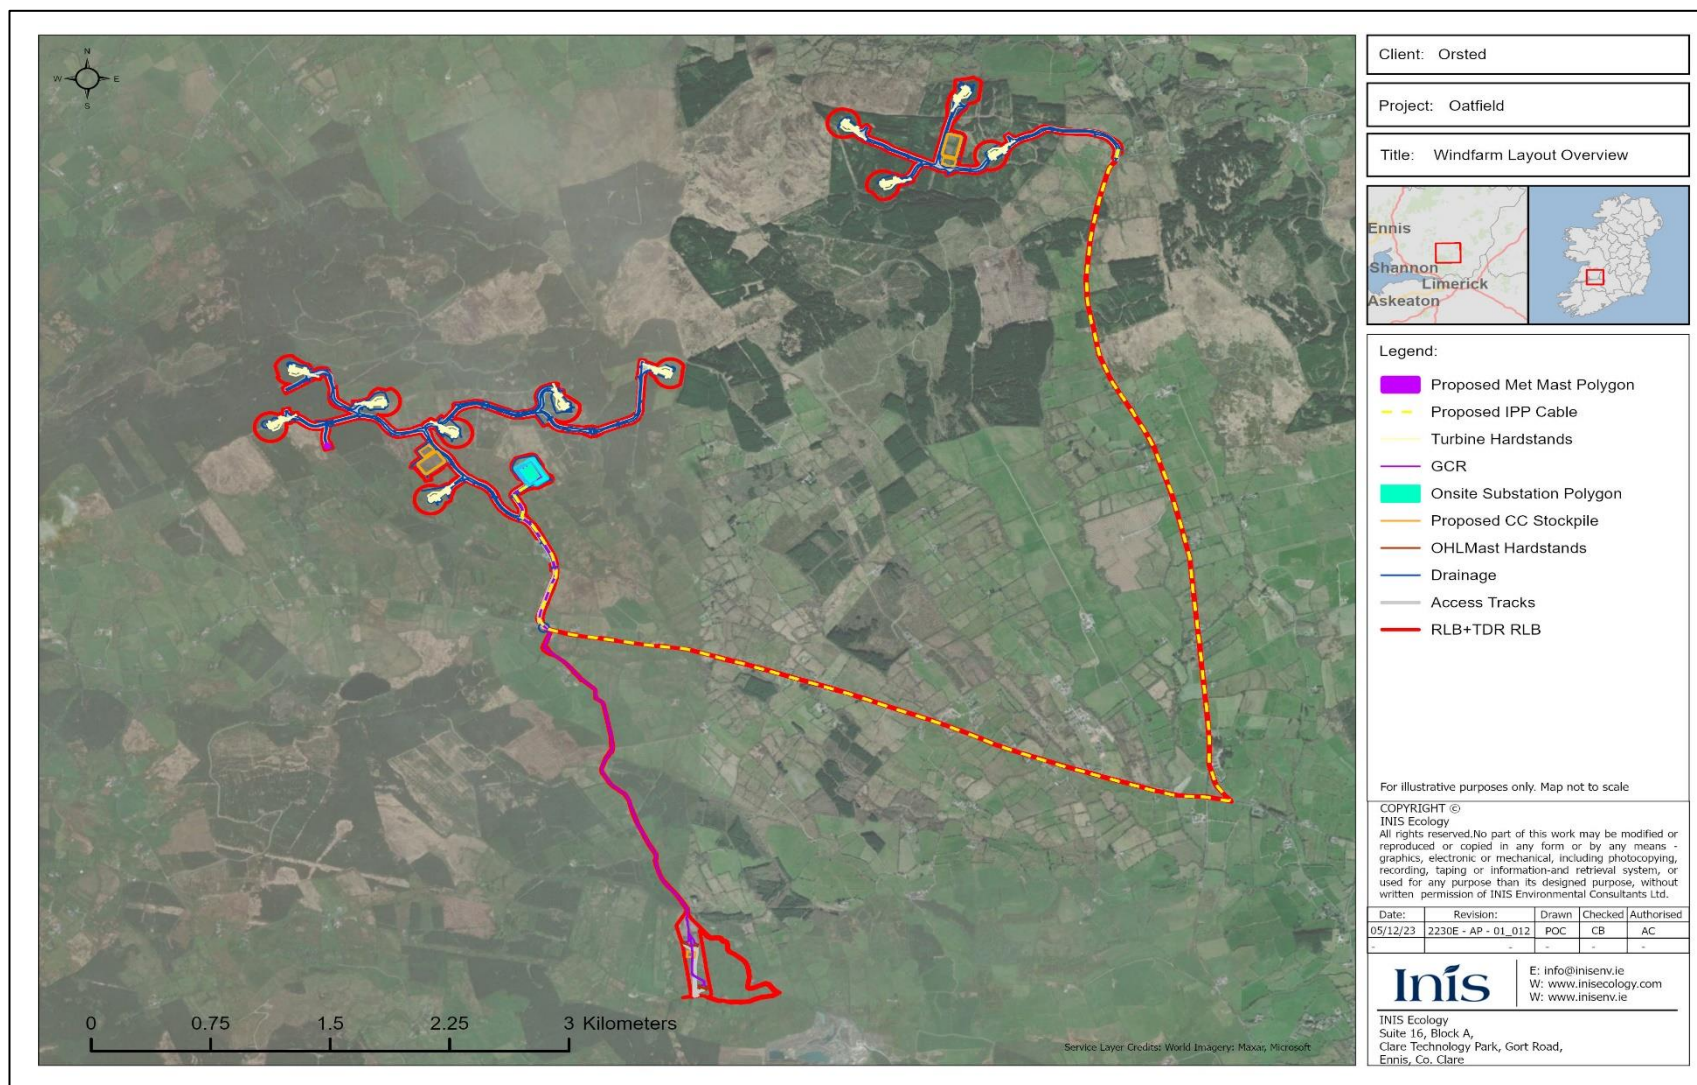 N
W
E
S
Client: Orsted
Project: Oatfield
Title: Windfarm Layout Overview
Ennis
Shannon
Limerick
Askeaton
Legend:
Proposed Met Mast Polygon
Proposed IPP Cable
Turbine Hardstands
GCR
Onsite Substation Polygon
Proposed CC Stockpile
OHLMast Hardstands
Drainage
Access Tracks
RLB+TDR RLB
For illustrative purposes only. Map not to scale
COPYRIGHT ©
INIS Ecology
All rights reserved.No part of this work may be modified or
reproduced or copied in any form or by any means -
graphics, electronic or mechanical, including photocopying,
recording, taping or information-and retrieval system, or
used for any purpose than its designed purpose, without
written permission of INIS Environmental Consultants Ltd.
Date: Revision: Drawn Checked Authorised
05/12/23 2230E - AP - 01_012 POC CB AC
- - - - -
Inis
E: info@inisenv.ie
W: www.inisecology.com
W: www.inisenv.ie
INIS Ecology
Suite 16, Block A,
Clare Technology Park, Gort Road,
Ennis, Co. Clare
0 0.75 1.5 2.25 3 Kilometers
Service Layer Credits: World Imagery: Maxar, Microsoft